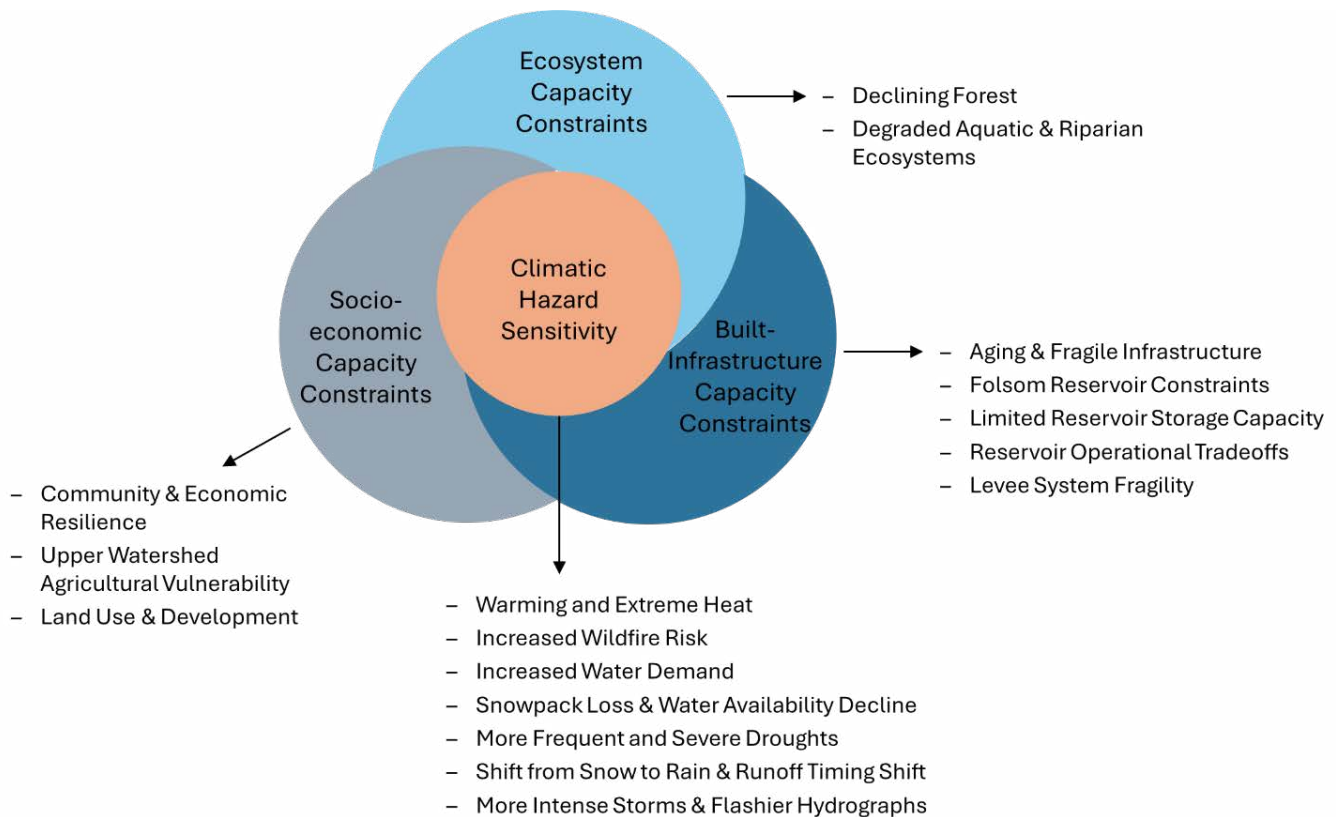 Ecosystem
Capacity
Constraints
– Declining Forest
– Degraded Aquatic & Riparian
Ecosystems
Climatic
Hazard
Sensitivity
Socio-
economic
Capacity
Constraints
Built-
Infrastructure
Capacity
Constraints
– Aging & Fragile Infrastructure
– Folsom Reservoir Constraints
– Limited Reservoir Storage Capacity
– Reservoir Operational Tradeoffs
– Levee System Fragility
– Community & Economic
Resilience
– Upper Watershed
Agricultural Vulnerability
– Land Use & Development
– Warming and Extreme Heat
– Increased Wildfire Risk
– Increased Water Demand
– Snowpack Loss & Water Availability Decline
– More Frequent and Severe Droughts
– Shift from Snow to Rain & Runoff Timing Shift
– More Intense Storms & Flashier Hydrographs